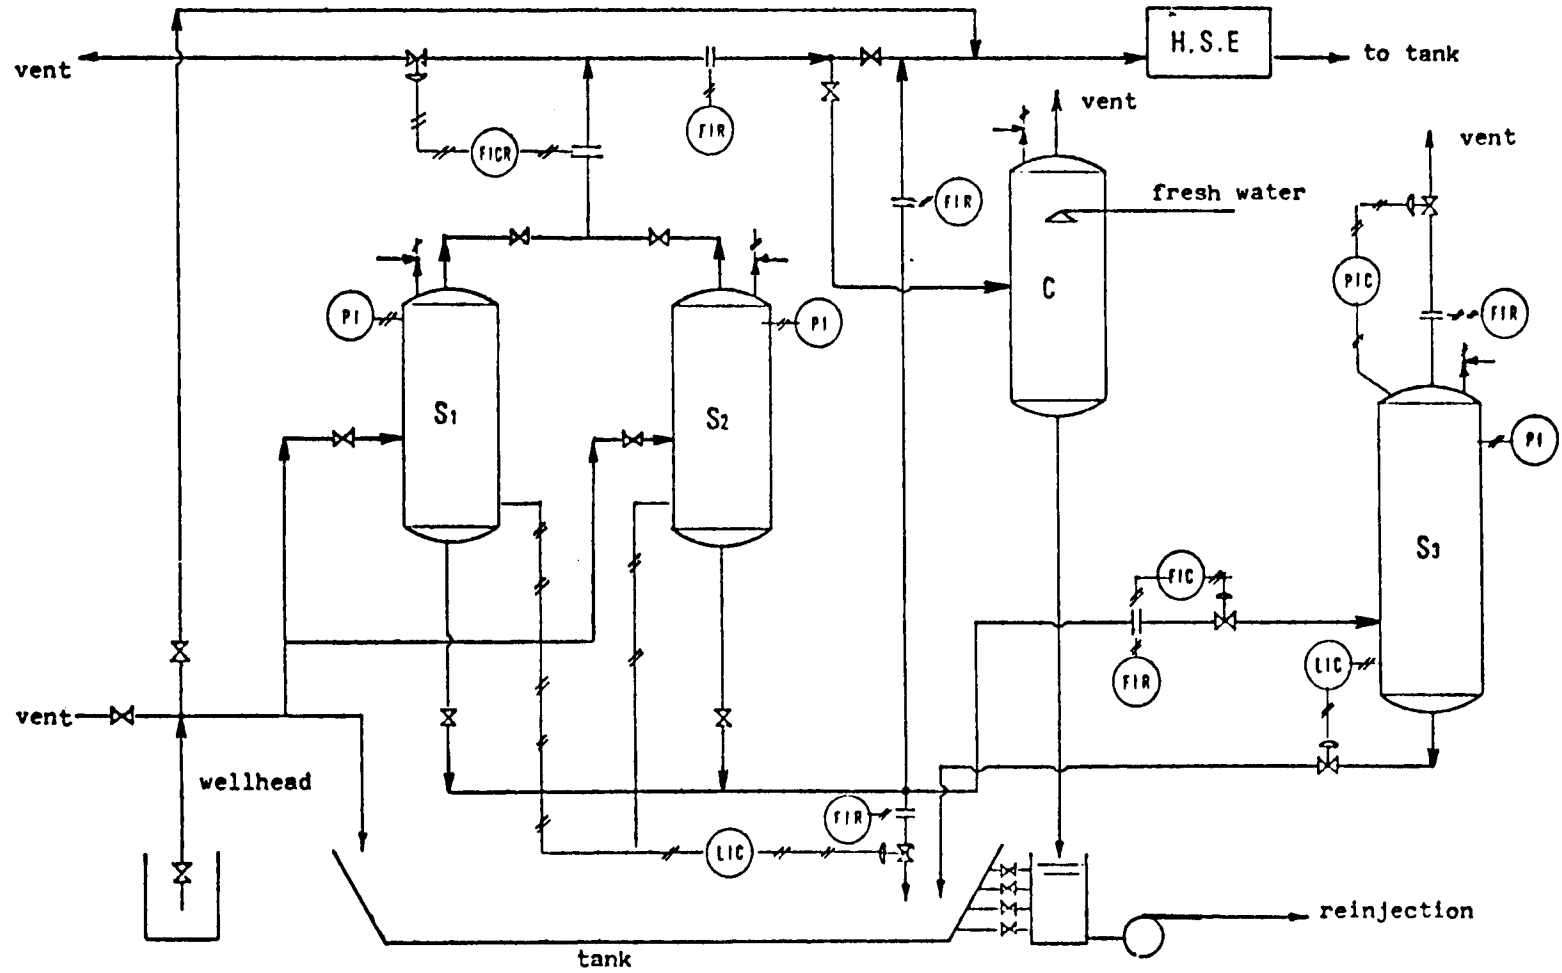 H.S.E
vent
to tank
vent
FIR
vent
FICR
fresh water
FIR
PIC
C
PI
PI
FIR
S1
S2
PI
S3
FIC
LIC
FIR
vent
wellhead
FIR
LIC
reinjection
tank